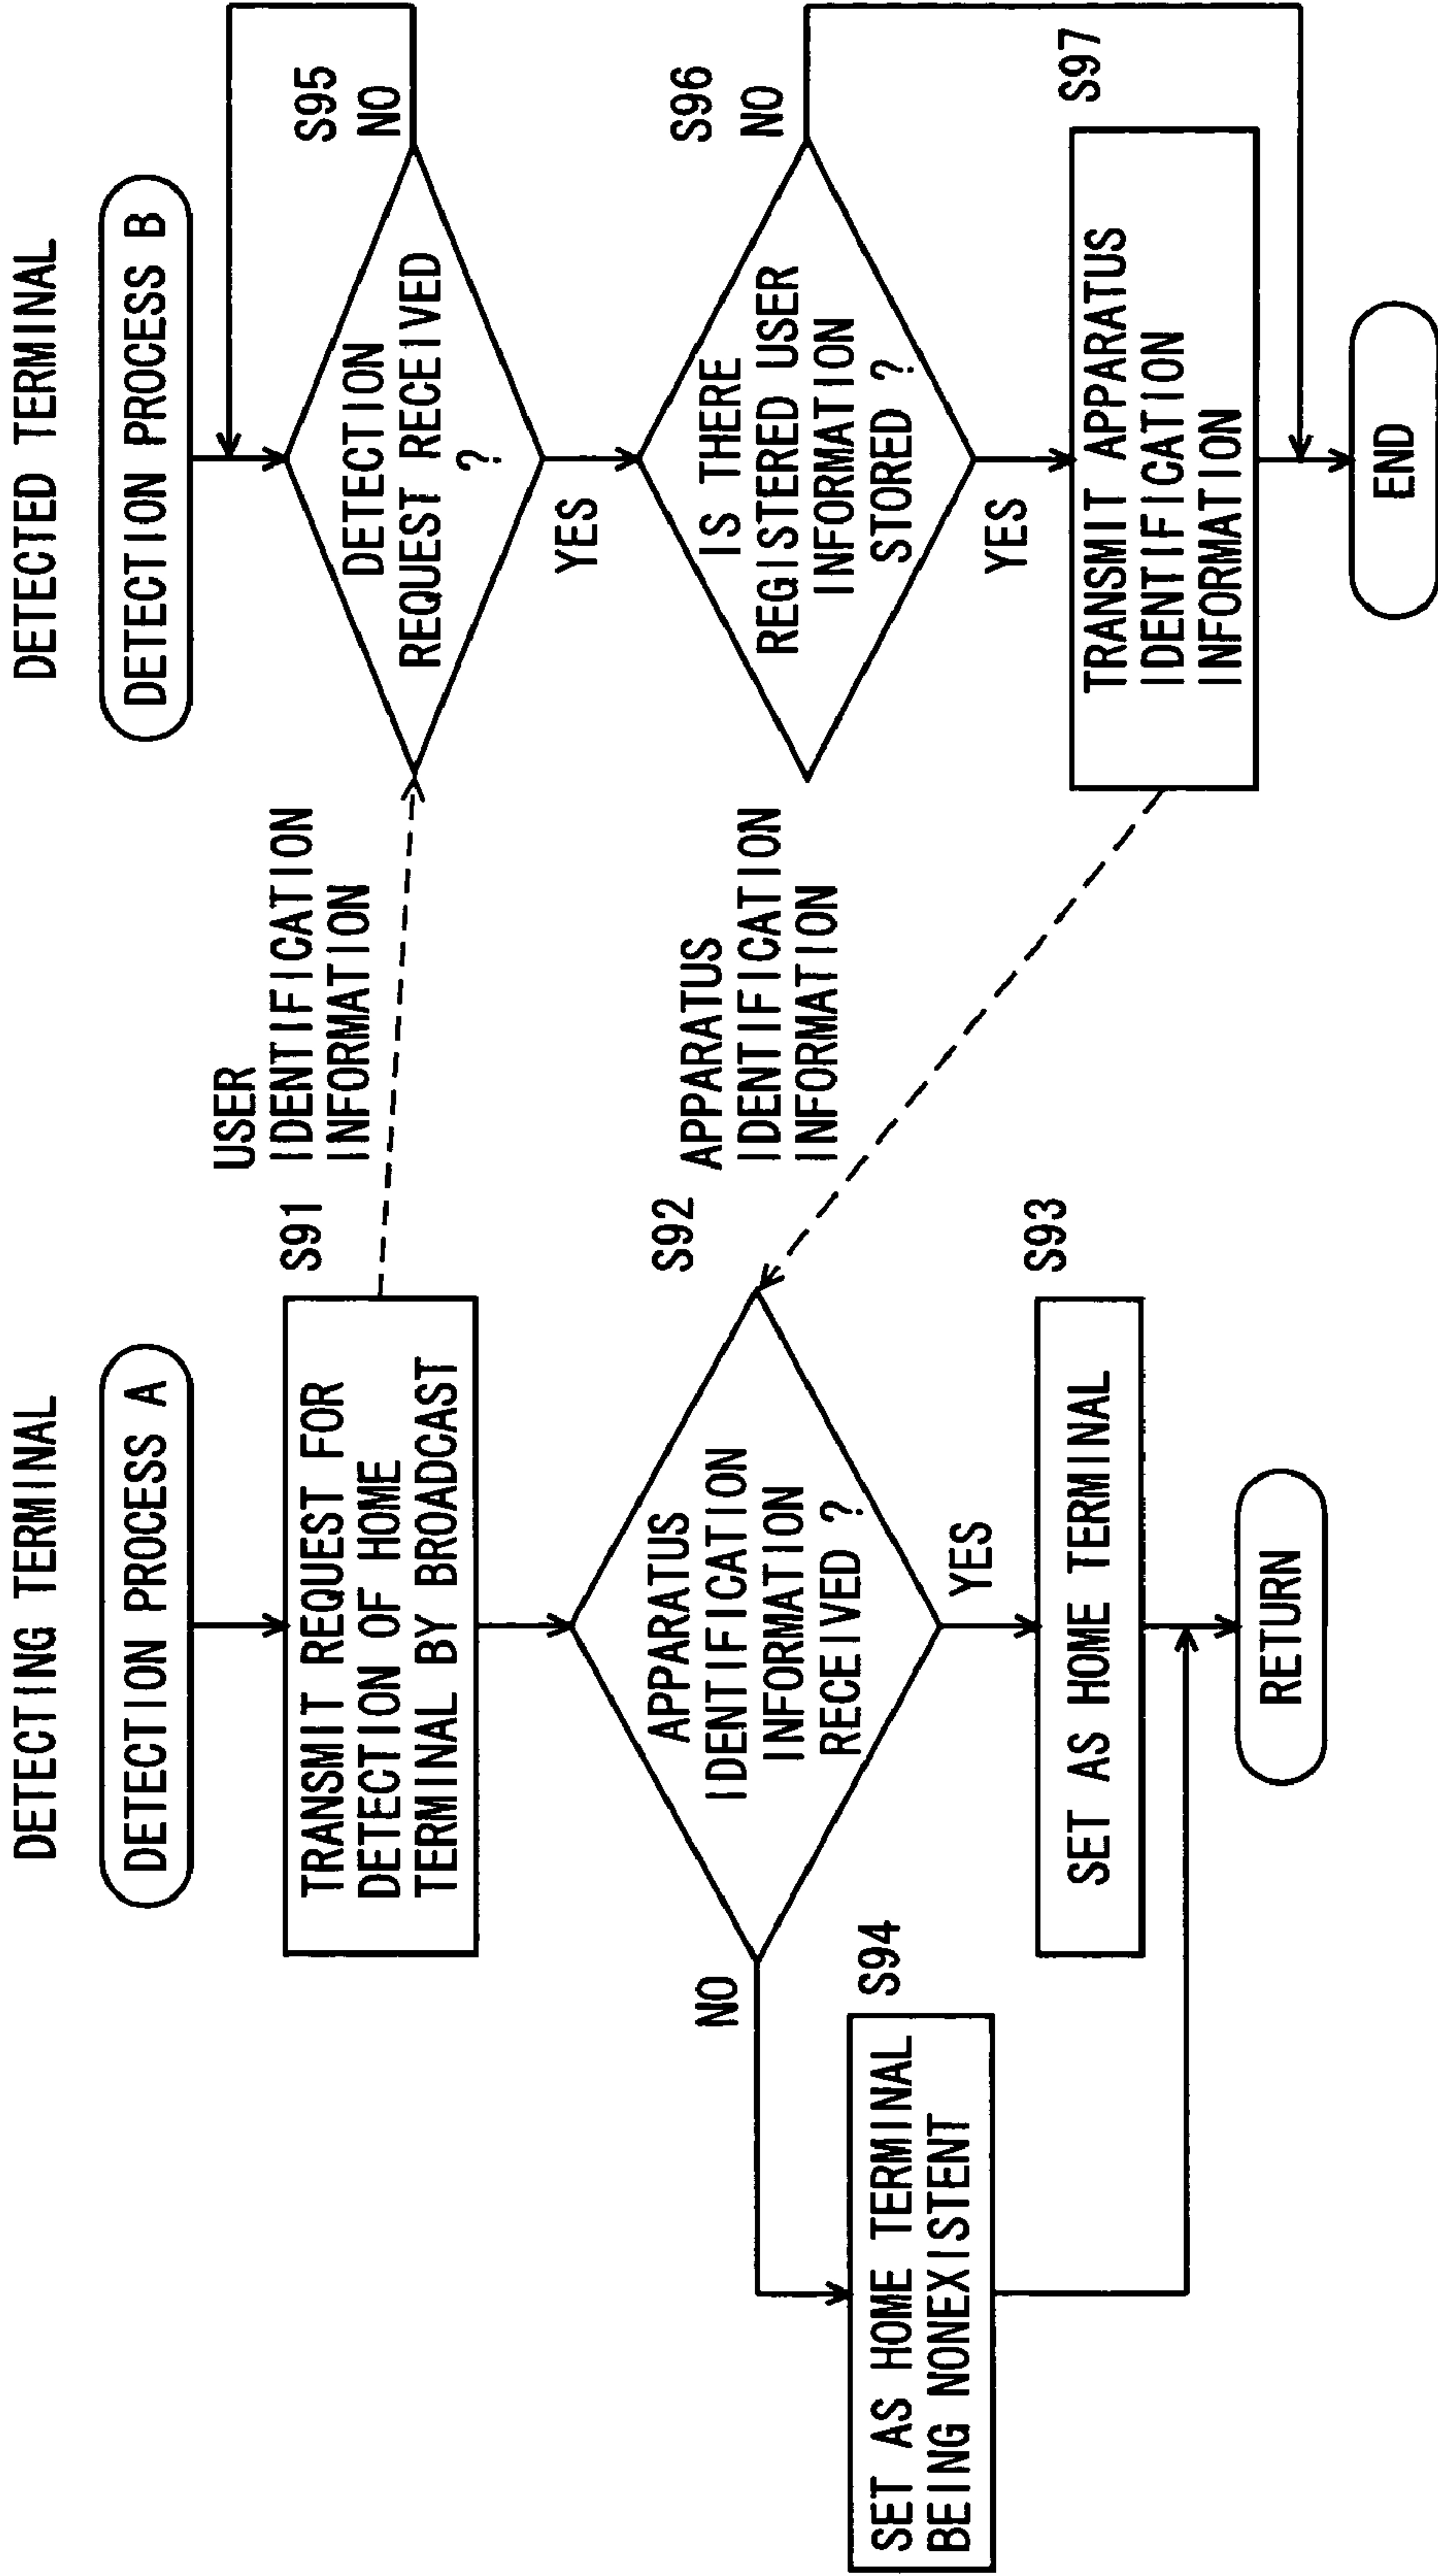 DETECTING TERMINAL
DETECTION PROCESS A
S91
TRANSMIT REQUEST FOR
DETECTION OF HOME
TERMINAL BY BROADCAST
USER
IDENTIFICATION
INFORMATION
S92
APPARATUS
IDENTIFICATION
INFORMATION
RECEIVED ?
NO
YES
S94
SET AS HOME TERMINAL
BEING NONEXISTENT
S93
SET AS HOME TERMINAL
RETURN
DETECTED TERMINAL
DETECTION PROCESS B
S95
NO
DETECTION
REQUEST RECEIVED
?
YES
S96
NO
IS THERE
REGISTERED USER
INFORMATION
STORED ?
YES
APPARATUS
IDENTIFICATION
INFORMATION
S97
TRANSMIT APPARATUS
IDENTIFICATION
INFORMATION
END